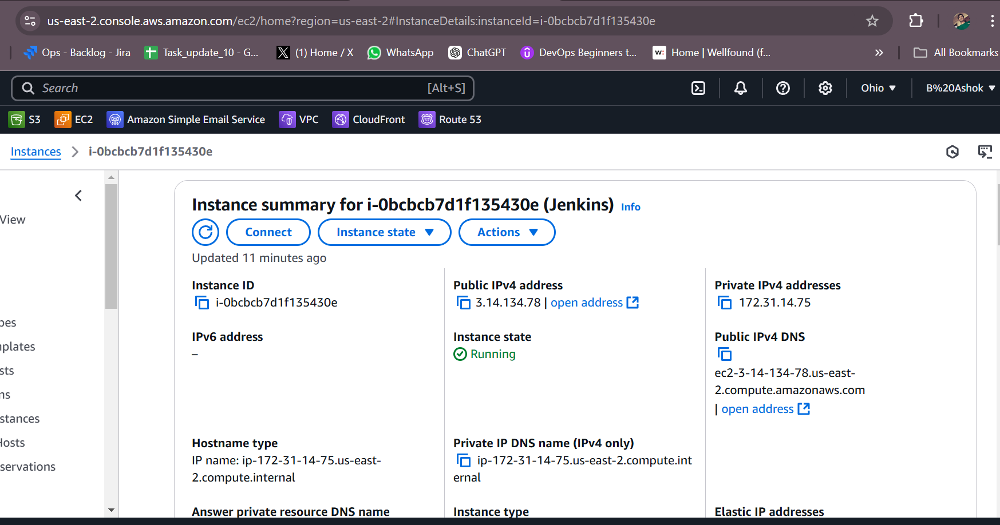 us-east-2.console.aws.amazon.com/ec2/home?region=us-east-2#InstanceDetails:instanceId=i-0bcbcb7d1f135430e
Ops - Backlog - Jira
Task_update_10 - G...
(1) Home / X
WhatsApp
ChatGPT
DevOps Beginners t...
w:
Home | Wellfound (f...
»
All Bookmarks
Search
[Alt+S]
Ohio
B%20Ashok
S3
EC2
Amazon Simple Email Service
VPC
CloudFront
Route 53
Instances
i-0bcbcb7d1f135430e
View
pes
nplates
sts
ns
stances
Hosts
servations
Instance summary for i-0bcbcb7d1f135430e (Jenkins) Info
Connect
Instance state
Actions
Updated 11 minutes ago
Instance ID
i-0bcbcb7d1f135430e
Public IPv4 address
3.14.134.78 | open address
Private IPv4 addresses
172.31.14.75
IPv6 address
–
Instance state
Running
Public IPv4 DNS
ec2-3-14-134-78.us-east-
2.compute.amazonaws.com
| open address
Hostname type
IP name: ip-172-31-14-75.us-east-
2.compute.internal
Private IP DNS name (IPv4 only)
ip-172-31-14-75.us-east-2.compute.int
ernal
Answer private resource DNS name
Instance type
Elastic IP addresses